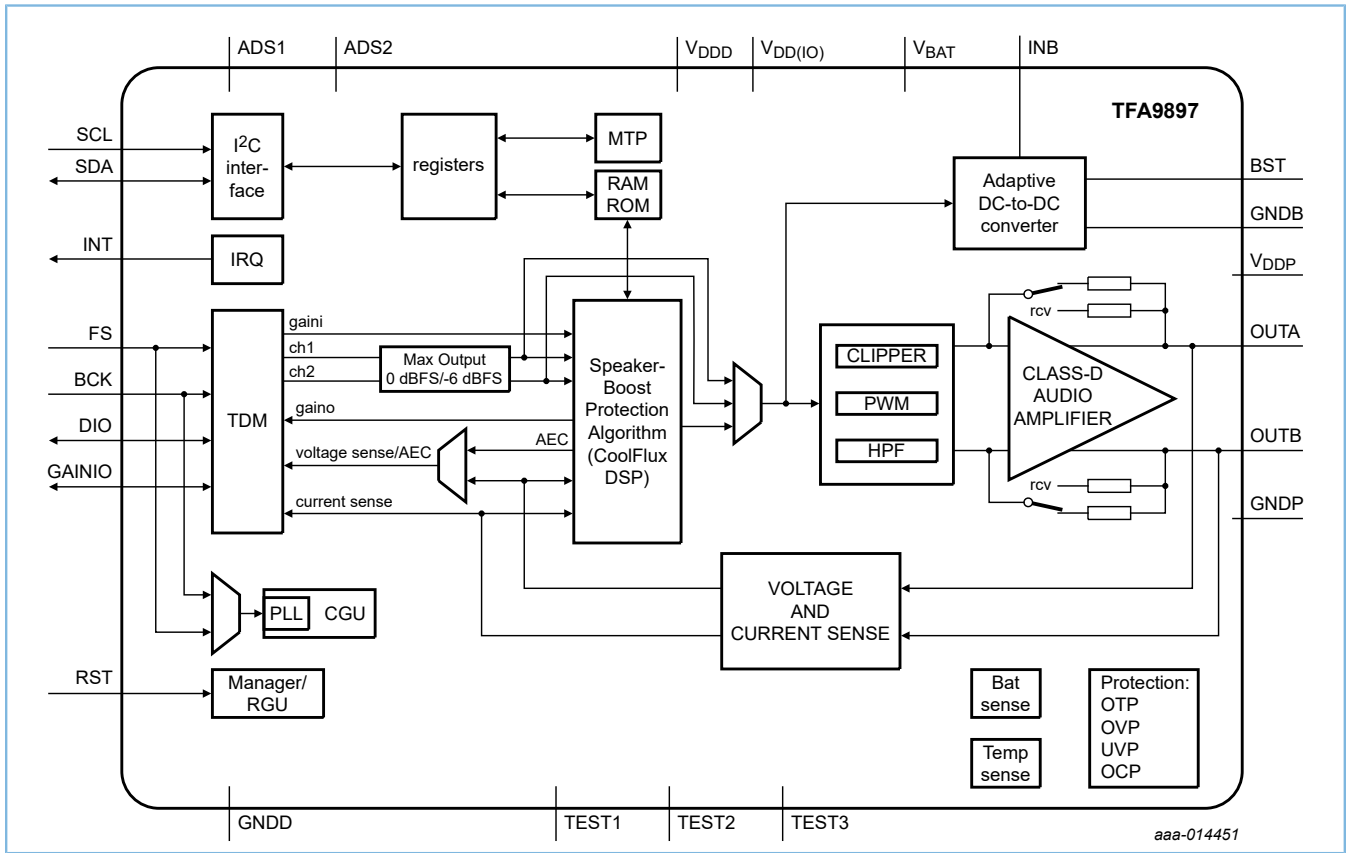 ADS1
ADS2
VDDD
VDD(IO)
VBAT
INB
TFA9897
SCL
SDA
I2C
inter-
face
registers
MTP
RAM
ROM
Adaptive
DC-to-DC
converter
BST
GNDB
VDDP
INT
IRQ
FS
BCK
DIO
GAINIO
TDM
gaini
ch1
ch2
Max Output
0 dBFS/-6 dBFS
gaino
AEC
voltage sense/AEC
current sense
Speaker-
Boost
Protection
Algorithm
(CoolFlux
DSP)
CLIPPER
PWM
HPF
rcv
CLASS-D
AUDIO
AMPLIFIER
rcv
OUTA
OUTB
GNDP
PLL
CGU
VOLTAGE
AND
CURRENT SENSE
RST
Manager/
RGU
Bat
sense
Temp
sense
Protection:
OTP
OVP
UVP
OCP
GNDD
TEST1
TEST2
TEST3
aaa-014451